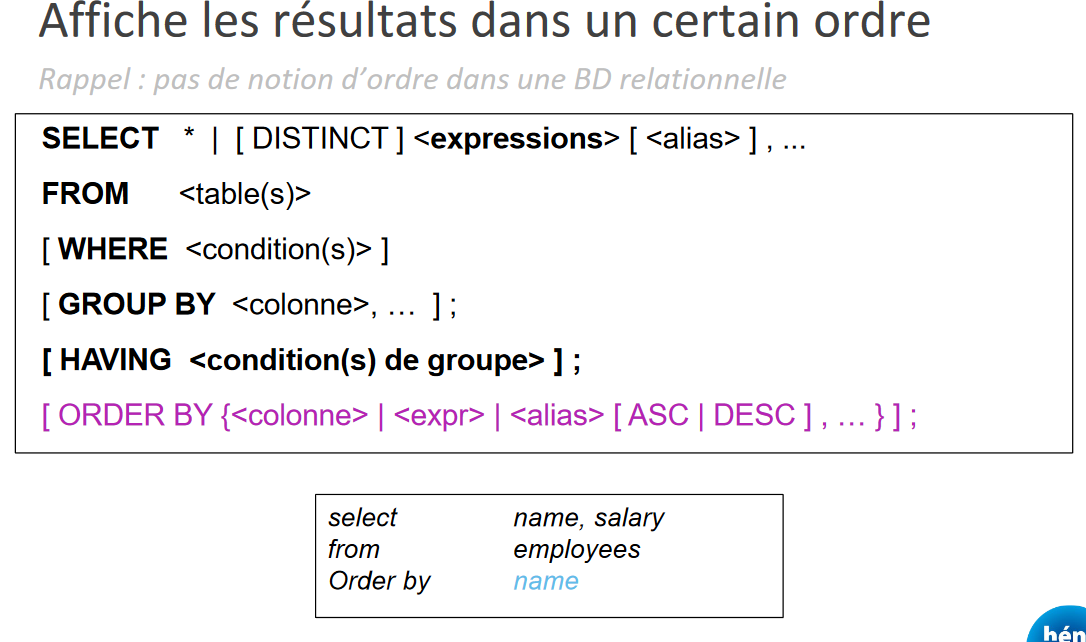 Affiche les résultats dans un certain ordre
Rappel : pas de notion d’ordre dans une BD relationnelle
SELECT * | [ DISTINCT ] <expressions> [ <alias> ] , ...
FROM <table(s)>
[ WHERE <condition(s)> ]
[ GROUP BY <colonne>, … ] ;
[ HAVING <condition(s) de groupe> ] ;
[ ORDER BY {<colonne> | <expr> | <alias> [ ASC | DESC ] , … } ] ;
select name, salary
from employees
Order by name